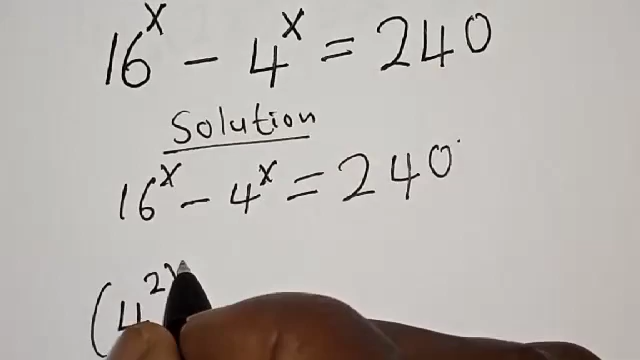 16^x - 4^x = 240
Solution
16^x - 4^x = 240
(4^2)